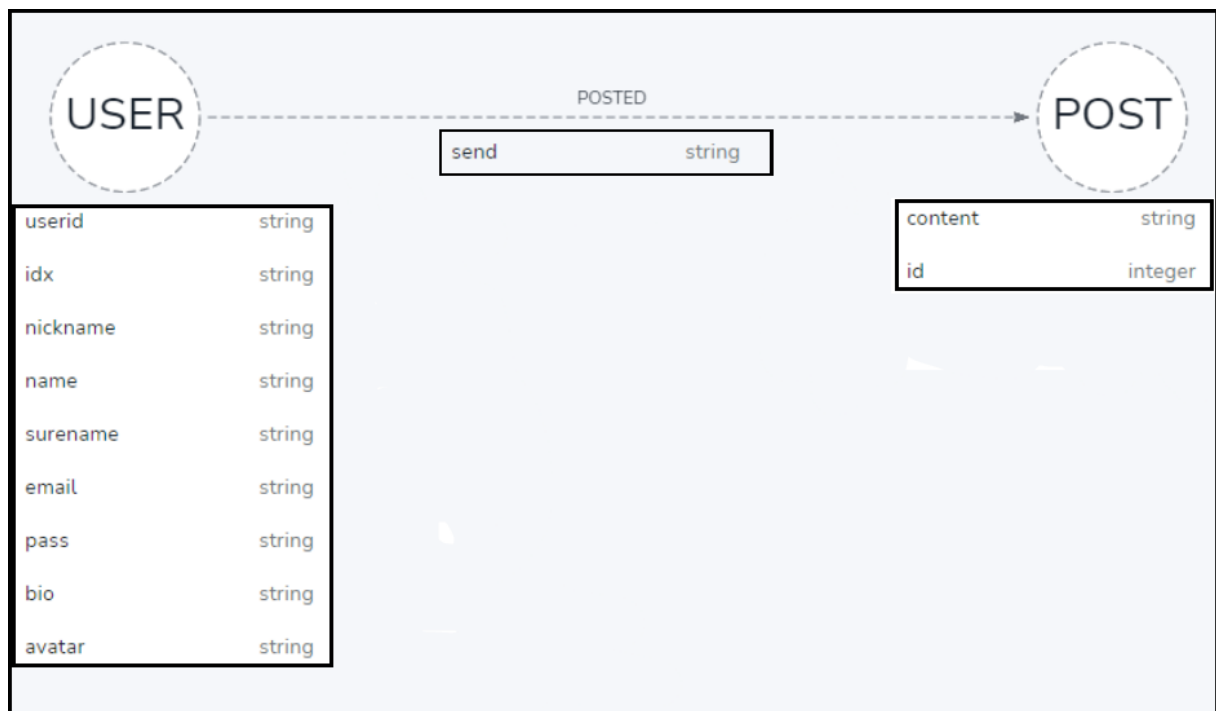 USER
POSTED
POST
send string
userid string
idx string
nickname string
name string
surename string
email string
pass string
bio string
avatar string
content string
id integer